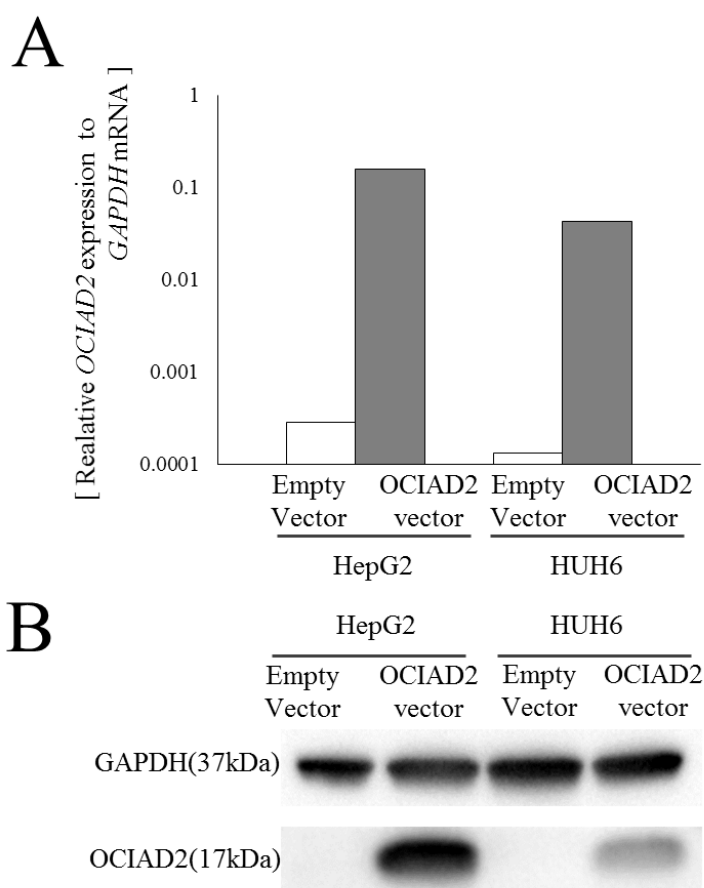 A
[ Realative OCIAD2 expression to
GAPDH mRNA ]
1
0.1
0.01
0.001
0.0001
Empty OCIAD2 Empty OCIAD2
Vector vector Vector vector
HepG2 HUH6
B
HepG2 HUH6
Empty OCIAD2 Empty OCIAD2
Vector vector Vector vector
GAPDH(37kDa)
OCIAD2(17kDa)